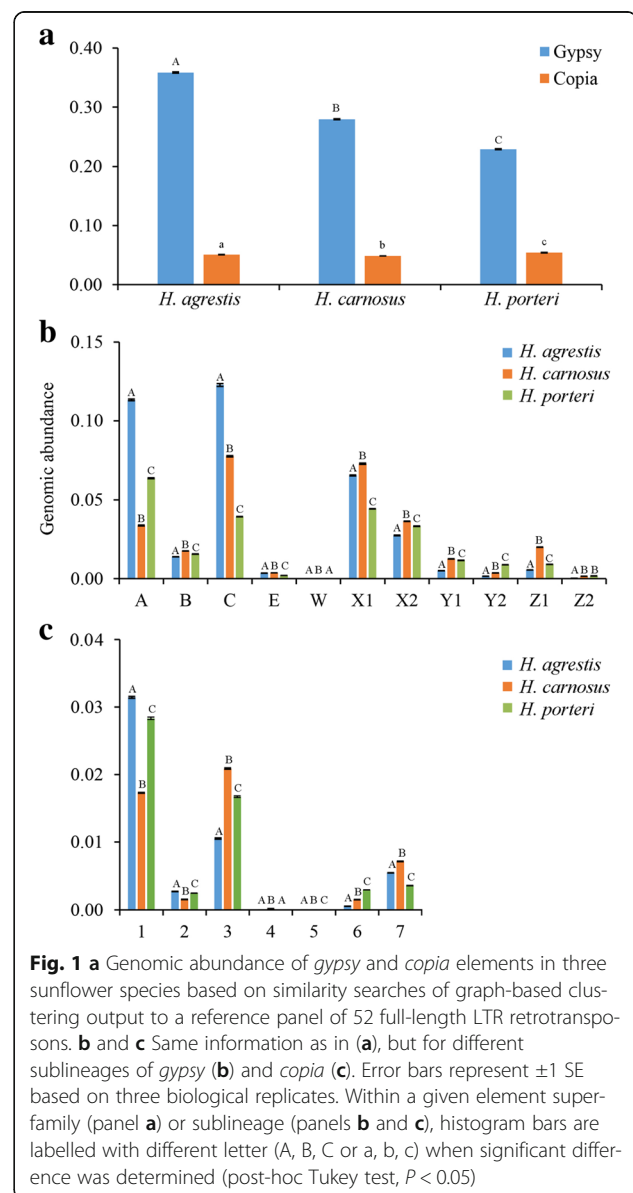 a
0.40
0.30
0.20
0.10
0.00
A
a
B
b
C
c
Gypsy
Copia
H. agrestis H. carnosus H. porteri
b
Genomic abundance
0.15
0.10
0.05
0.00
H. agrestis
H. carnosus
H. porteri
A B C
A B C
A B C
A B C
A B A
A B C
A B C
A B C
A B C
A B C
A B B
A B C E W X1 X2 Y1 Y2 Z1 Z2
c
0.04
0.03
0.02
0.01
0.00
H. agrestis
H. carnosus
H. porteri
A B C
A B C
A B C
A B A
A B C
A B C
A B C
1 2 3 4 5 6 7
Fig. 1 a Genomic abundance of gypsy and copia elements in three
sunflower species based on similarity searches of graph-based clus-
tering output to a reference panel of 52 full-length LTR retrotranspo-
sons. b and c Same information as in (a), but for different
sublineages of gypsy (b) and copia (c). Error bars represent ±1 SE
based on three biological replicates. Within a given element super-
family (panel a) or sublineage (panels b and c), histogram bars are
labelled with different letter (A, B, C or a, b, c) when significant differ-
ence was determined (post-hoc Tukey test, P < 0.05)